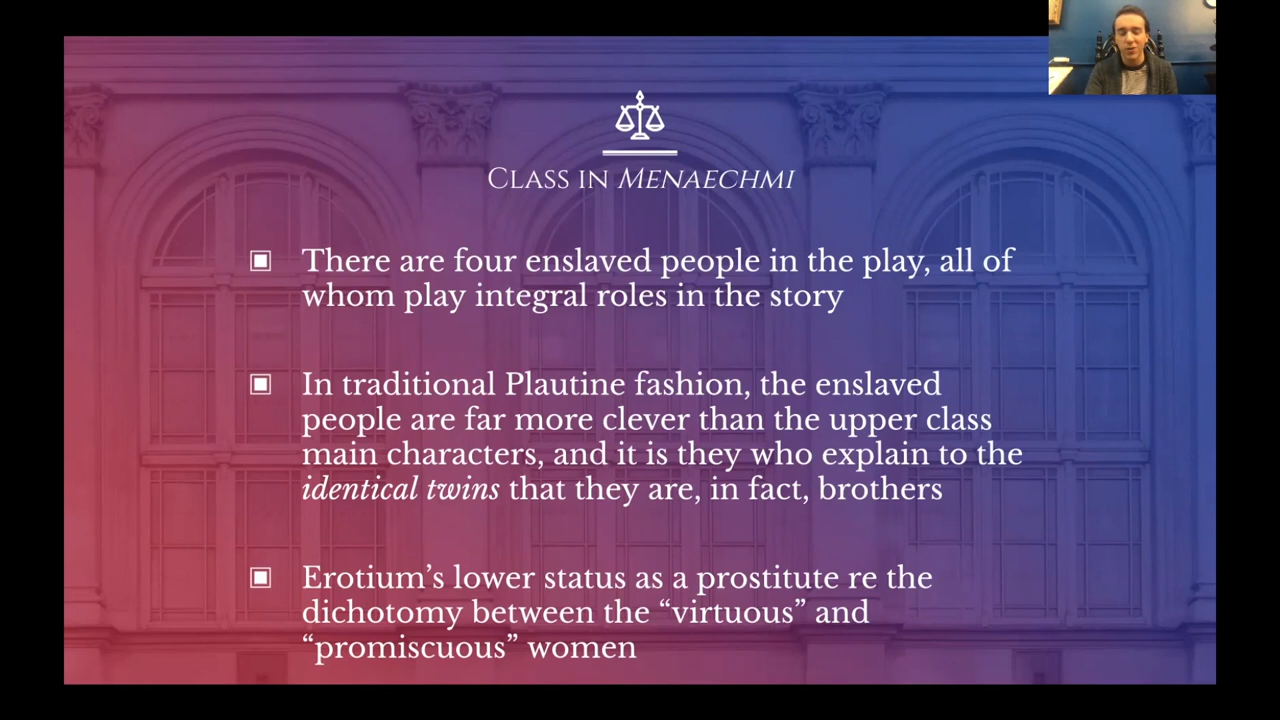 Class in Menaechmi
There are four enslaved people in the play, all of
whom play integral roles in the story
In traditional Plautine fashion, the enslaved
people are far more clever than the upper class
main characters, and it is they who explain to the
identical twins that they are, in fact, brothers
Erotium’s lower status as a prostitute re the
dichotomy between the “virtuous” and
“promiscuous” women